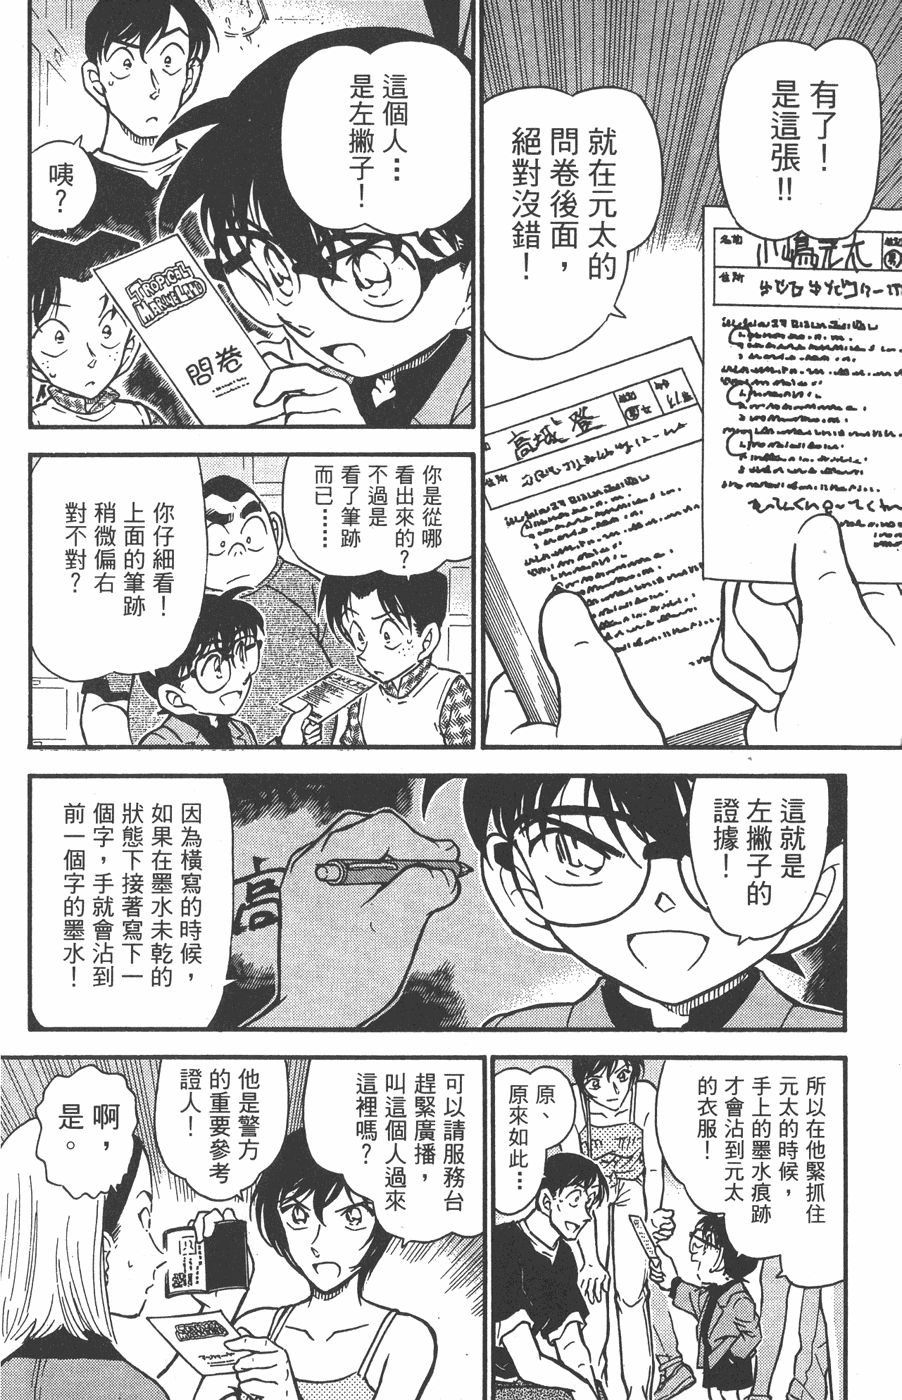 有了！
是這張!!
就在元太的
問卷後面，
絕對沒錯！
名前
小嶋元太
住所
高城登
住所
這個人…
是左撇子！
咦？
TROPICAL
MARINE LAND
問卷
你是從哪
看出來的？
不過是
看了筆跡
而已……
你仔細看！
上面的筆跡
稍微偏右
對不對？
這就是
左撇子的
證據！
高
因為橫寫的時候，
如果在墨水未乾的
狀態下接著寫下一
個字，手就會沾到
前一個字的墨水！
所以在他緊抓住
元太的時候，
手上的墨水痕跡
才會沾到元太
的衣服！
原、
原來如此…
可以請服務台
趕緊廣播，
叫這個人過來
這裡嗎？
他是警方
的重要參考
證人！
啊，
是。